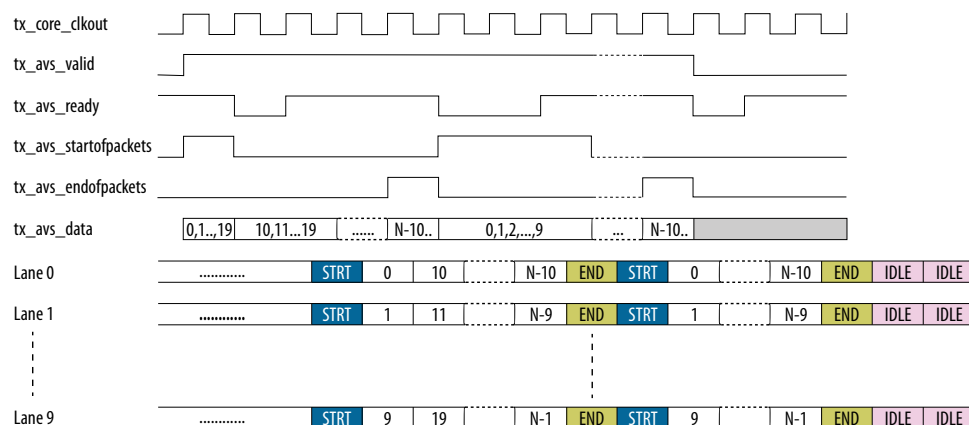 tx_core_clkout
tx_avs_valid
tx_avs_ready
tx_avs_startofpackets
tx_avs_endofpackets
tx_avs_data 0,1..,19 10,11...19 ...... N-10.. 0,1,2,...,9 ... N-10..
Lane 0 ............ STRT 0 10 N-10 END STRT 0 N-10 END IDLE IDLE
Lane 1 ............ STRT 1 11 N-9 END STRT 1 N-9 END IDLE IDLE
Lane 9 ............ STRT 9 19 N-1 END STRT 9 N-1 END IDLE IDLE